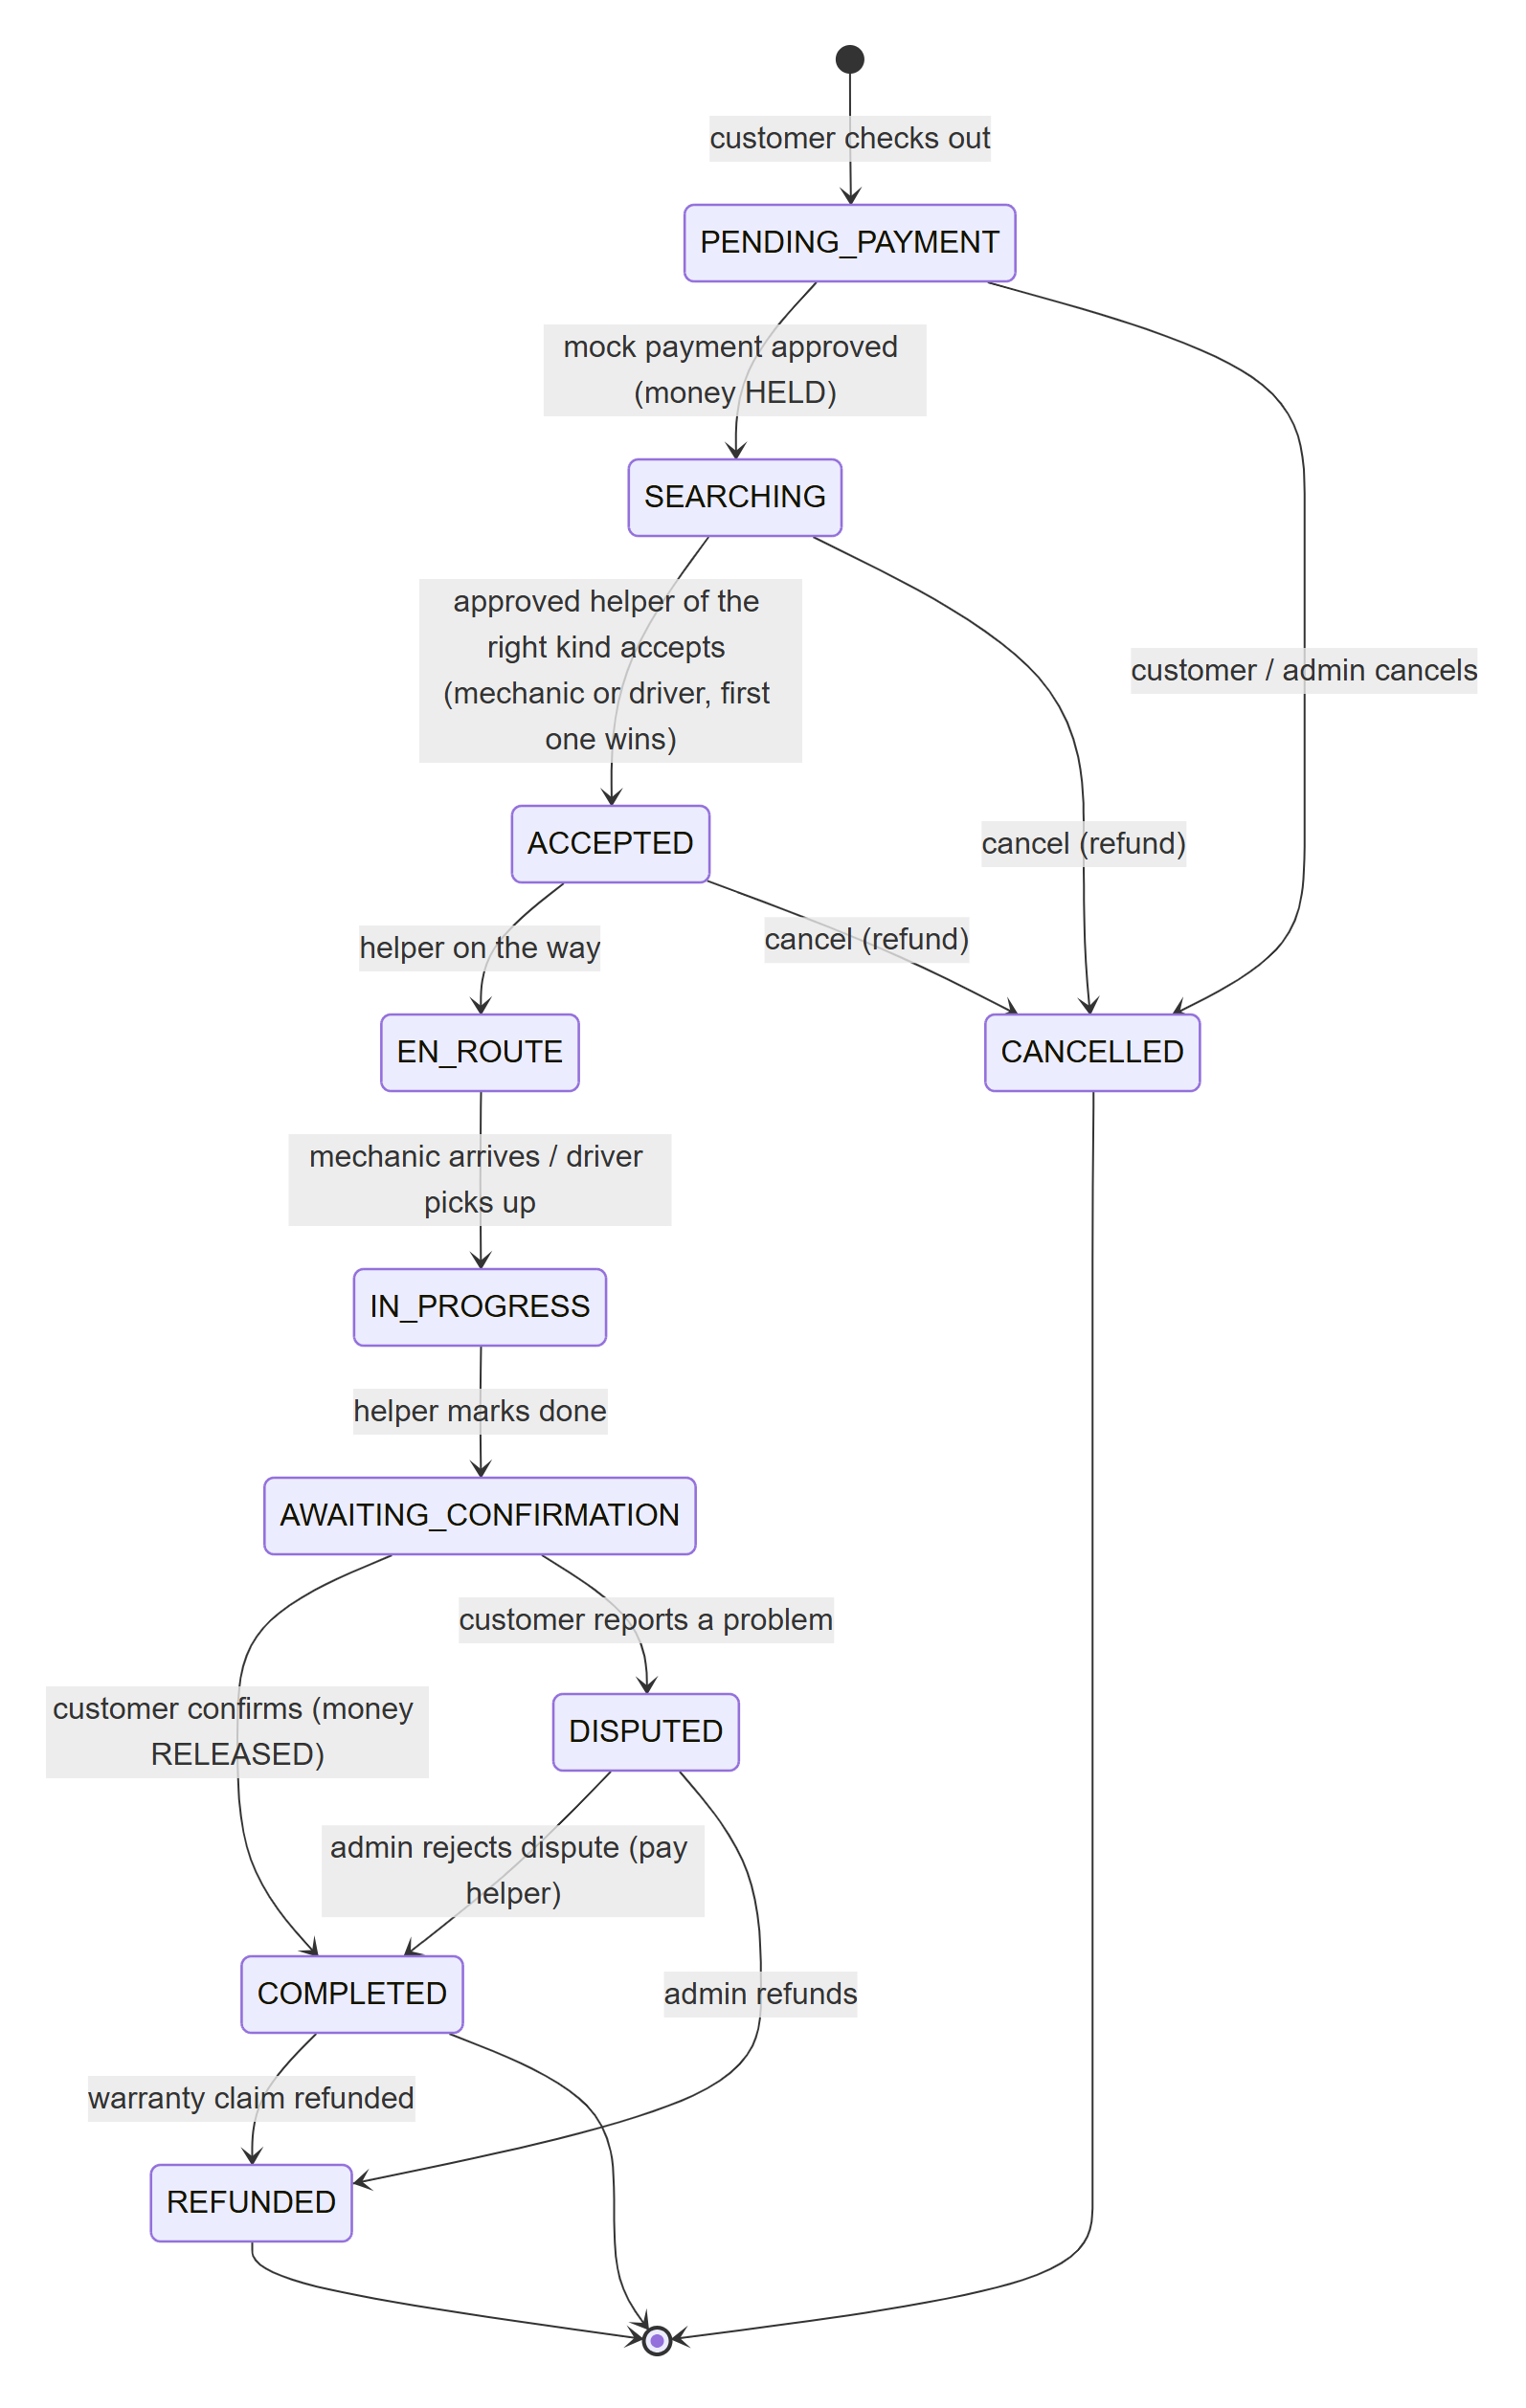 customer checks out
PENDING_PAYMENT
mock payment approved
(money HELD)
SEARCHING
approved helper of the
right kind accepts
(mechanic or driver, first
one wins)
customer / admin cancels
cancel (refund)
ACCEPTED
cancel (refund)
helper on the way
EN_ROUTE
CANCELLED
mechanic arrives / driver
picks up
IN_PROGRESS
helper marks done
AWAITING_CONFIRMATION
customer reports a problem
customer confirms (money
RELEASED)
DISPUTED
admin rejects dispute (pay
helper)
COMPLETED
admin refunds
warranty claim refunded
REFUNDED